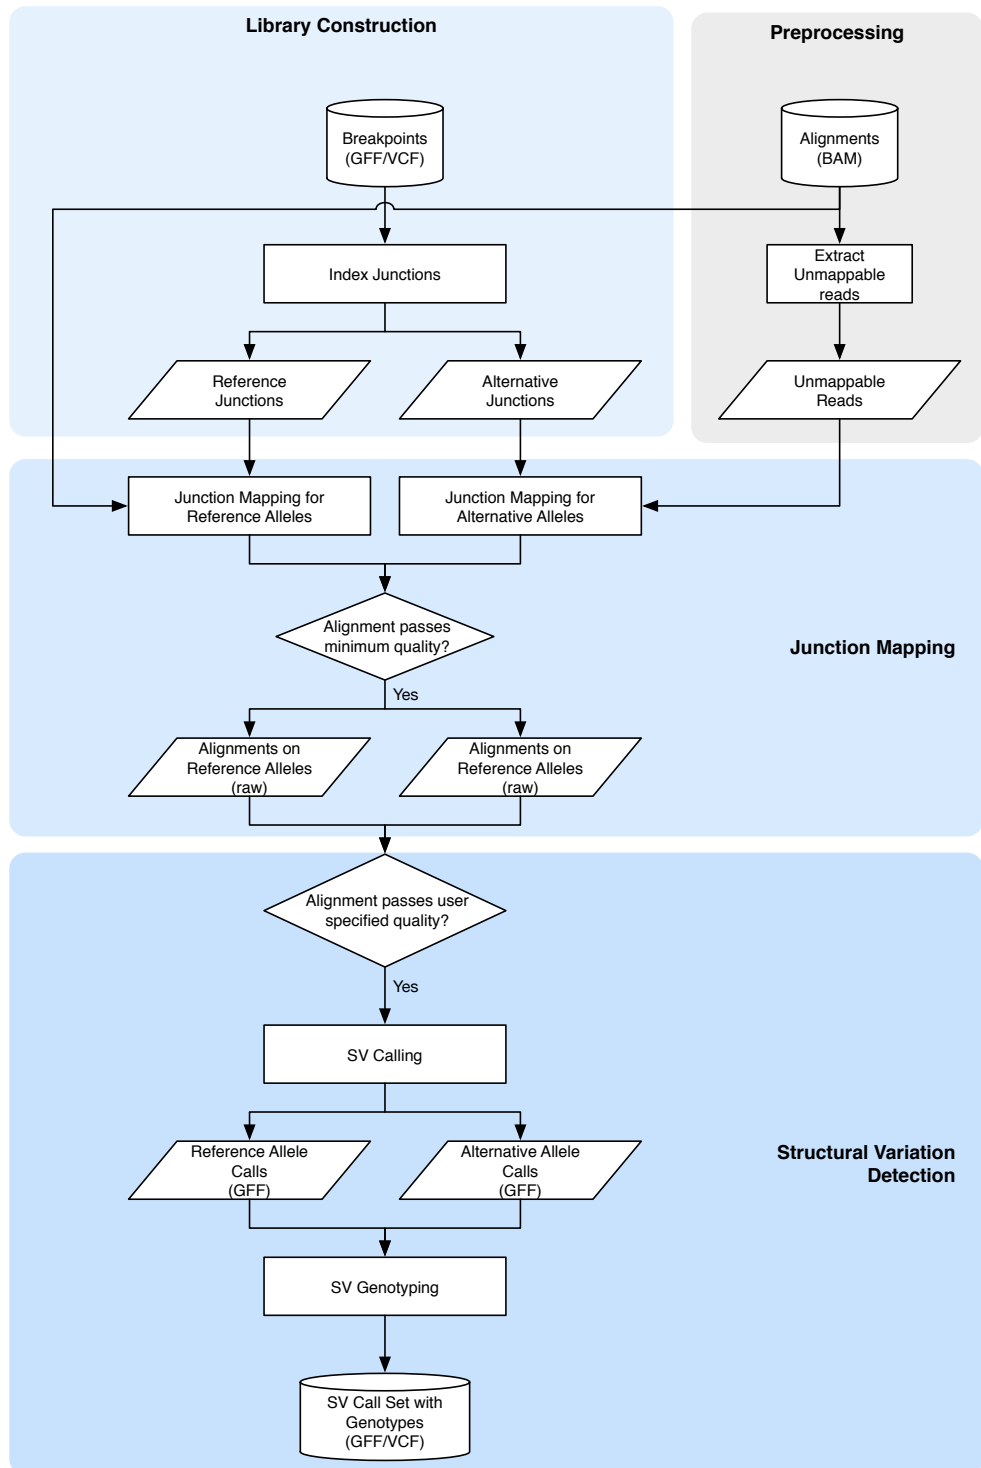 Library Construction
Preprocessing
Breakpoints
(GFF/VCF)
Alignments
(BAM)
Index Junctions
Extract
Unmappable
reads
Reference
Junctions
Alternative
Junctions
Unmappable
Reads
Junction Mapping for
Reference Alleles
Junction Mapping for
Alternative Alleles
Alignment passes
minimum quality?
Junction Mapping
Yes
Alignments on
Reference Alleles
(raw)
Alignments on
Reference Alleles
(raw)
Alignment passes user
specified quality?
Yes
SV Calling
Reference Allele
Calls
(GFF)
Alternative Allele
Calls
(GFF)
Structural Variation
Detection
SV Genotyping
SV Call Set with
Genotypes
(GFF/VCF)